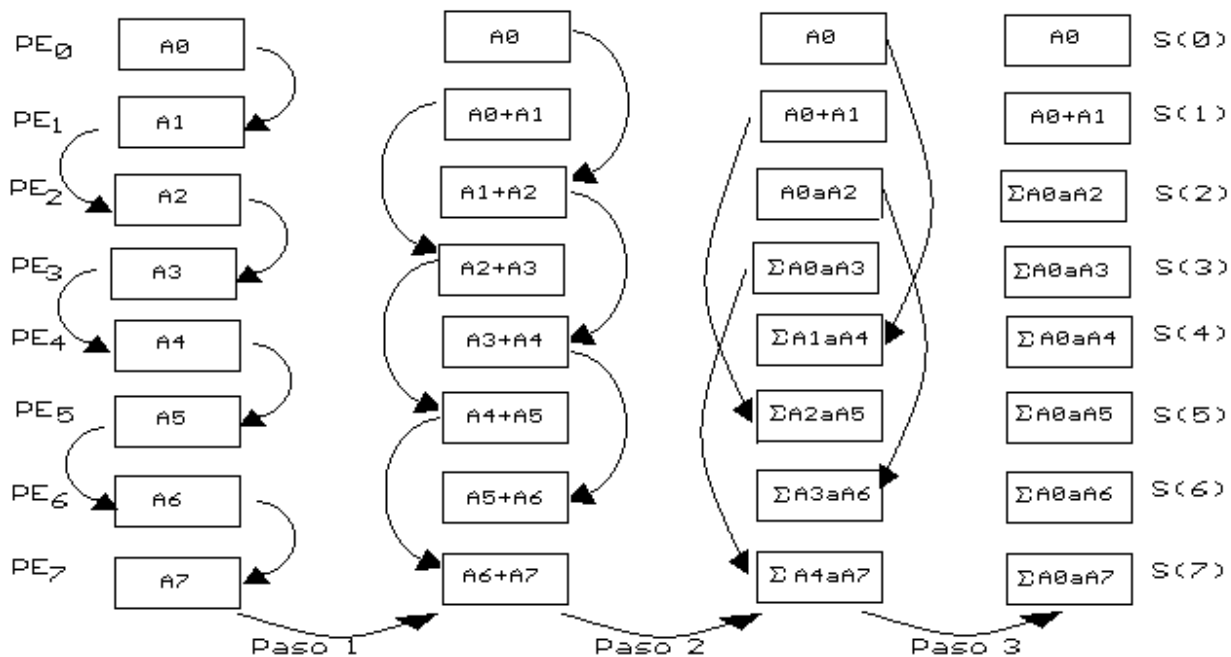 PE0 A0 A0 A0 A0 S(0)
PE1 A1 A0+A1 A0+A1 A0+A1 S(1)
PE2 A2 A1+A2 A0aA2 ΣA0aA2 S(2)
PE3 A3 A2+A3 ΣA0aA3 ΣA0aA3 S(3)
PE4 A4 A3+A4 ΣA1aA4 ΣA0aA4 S(4)
PE5 A5 A4+A5 ΣA2aA5 ΣA0aA5 S(5)
PE6 A6 A5+A6 ΣA3aA6 ΣA0aA6 S(6)
PE7 A7 A6+A7 ΣA4aA7 ΣA0aA7 S(7)
Paso 1 Paso 2 Paso 3